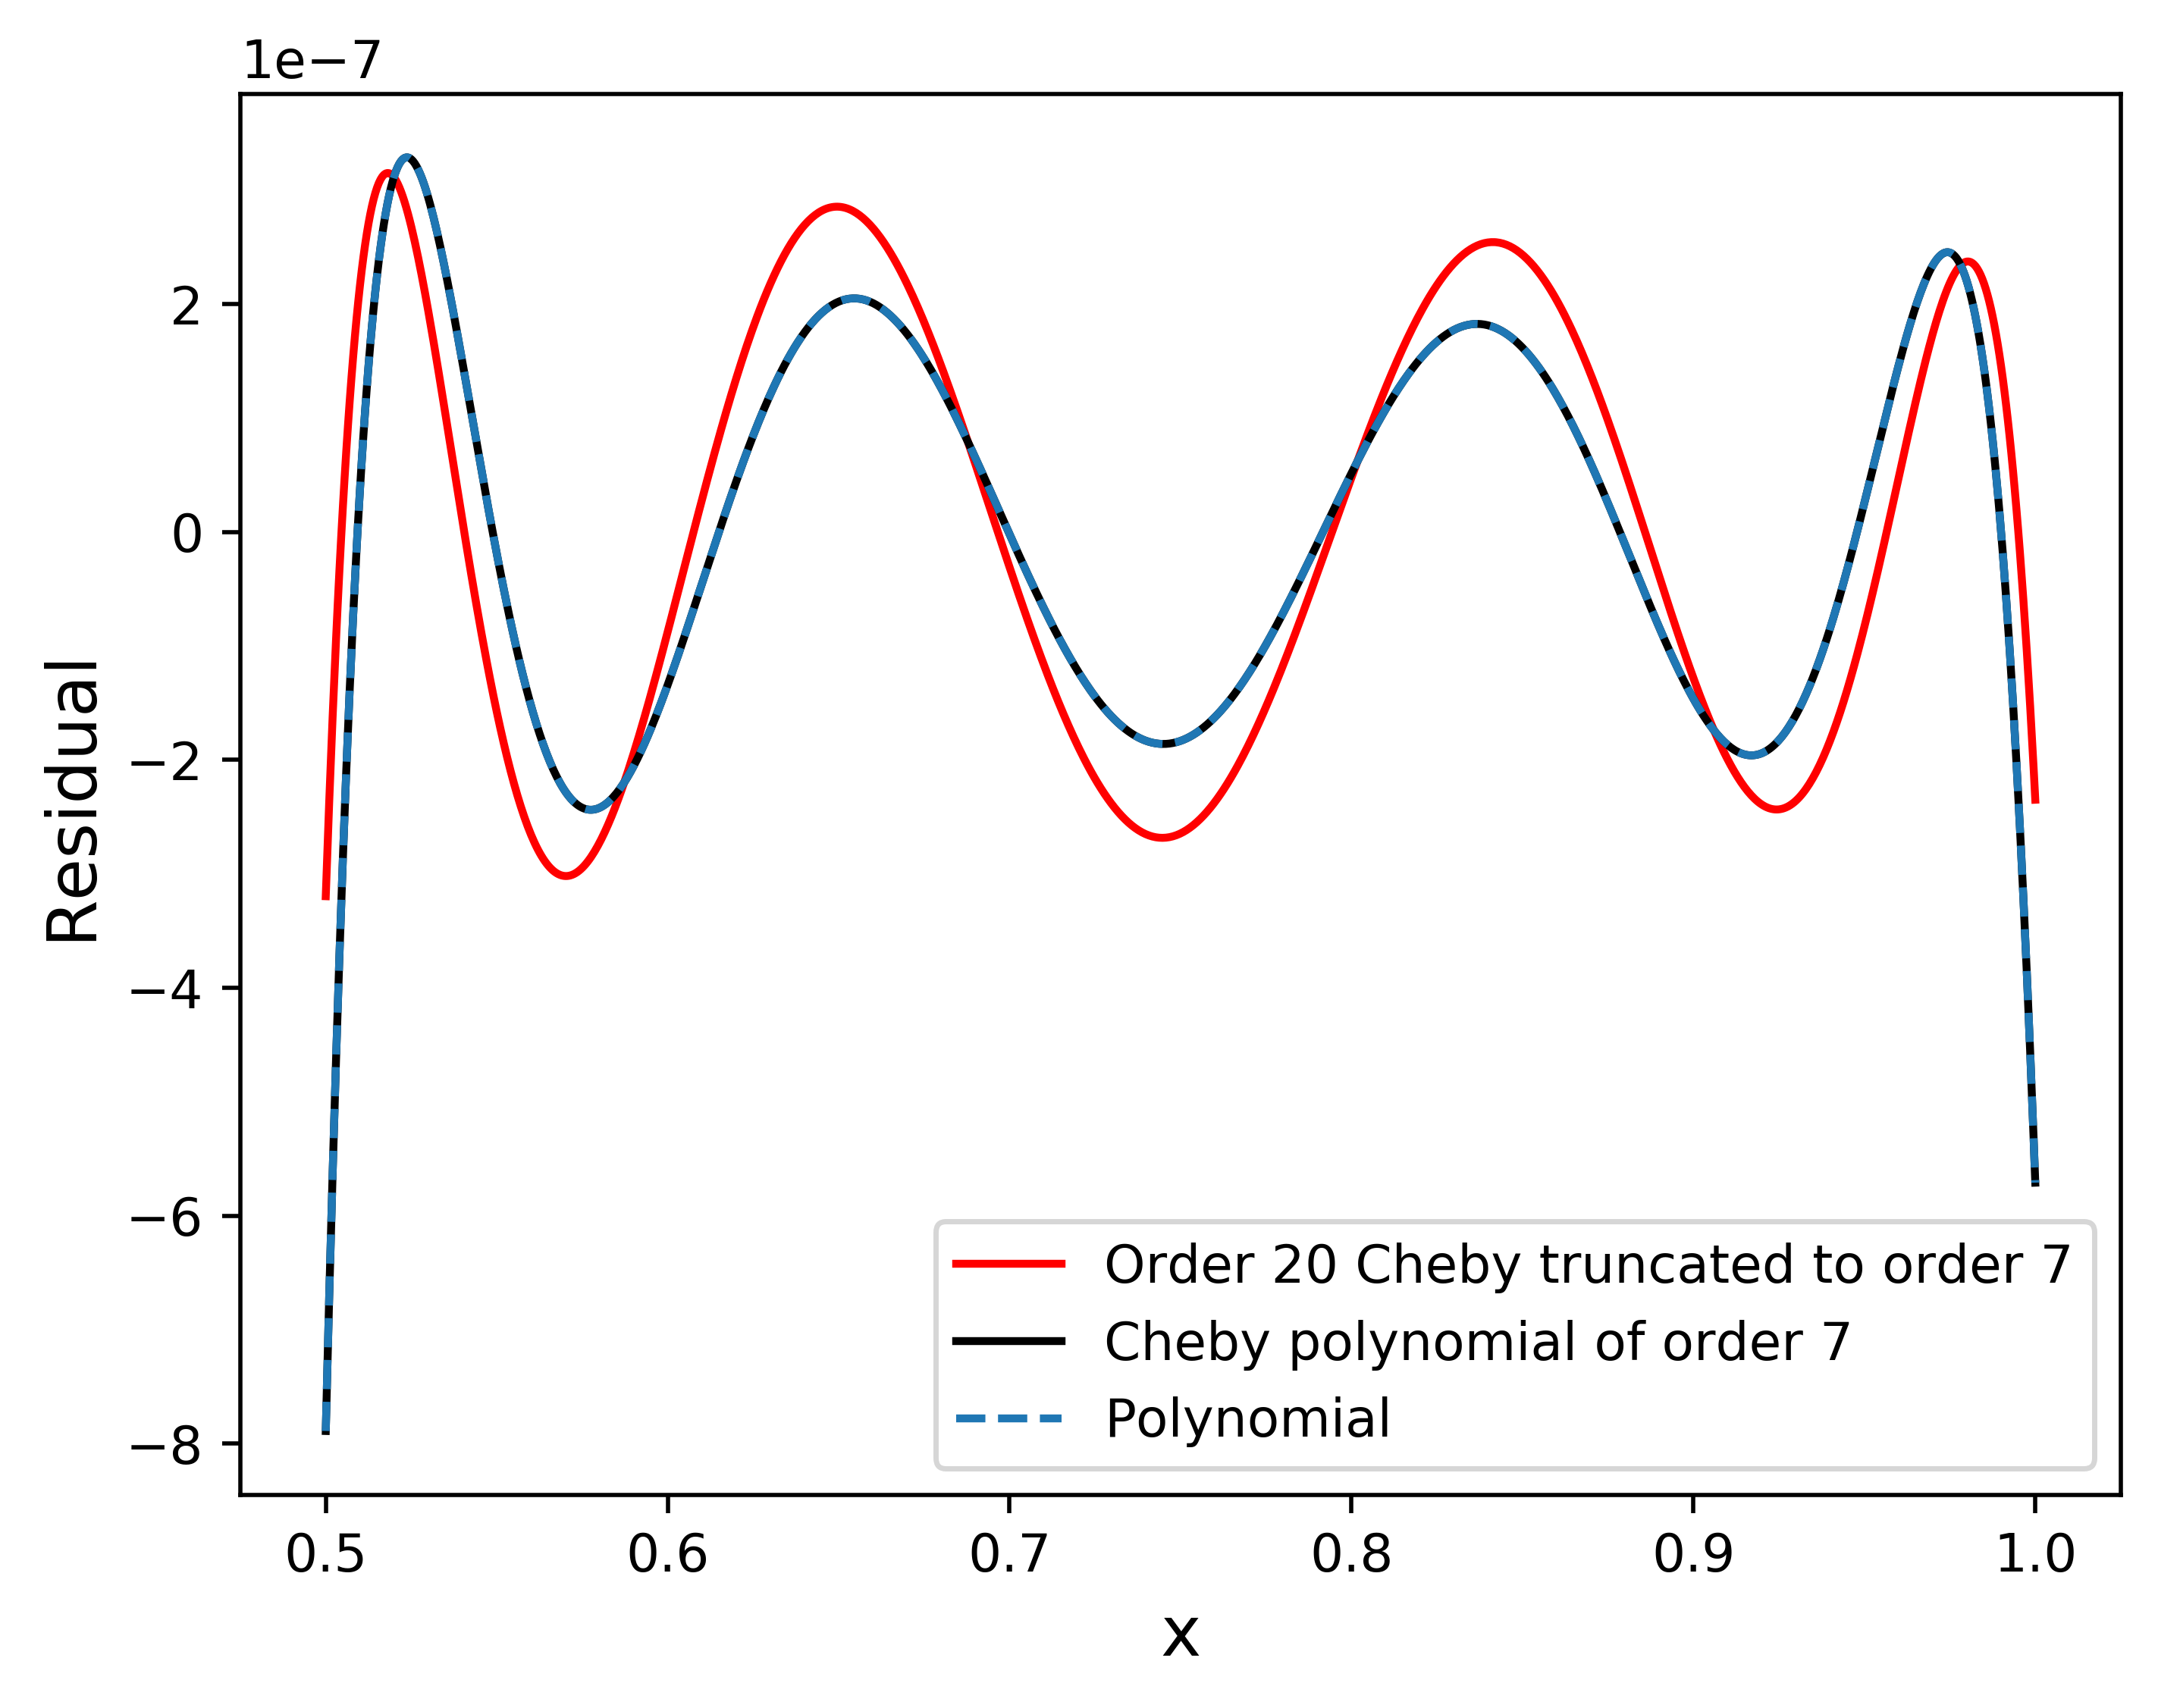 1e−7
2
0
−2
−4
−6
−8
Residual
Order 20 Cheby truncated to order 7
Cheby polynomial of order 7
Polynomial
0.5 0.6 0.7 0.8 0.9 1.0
x